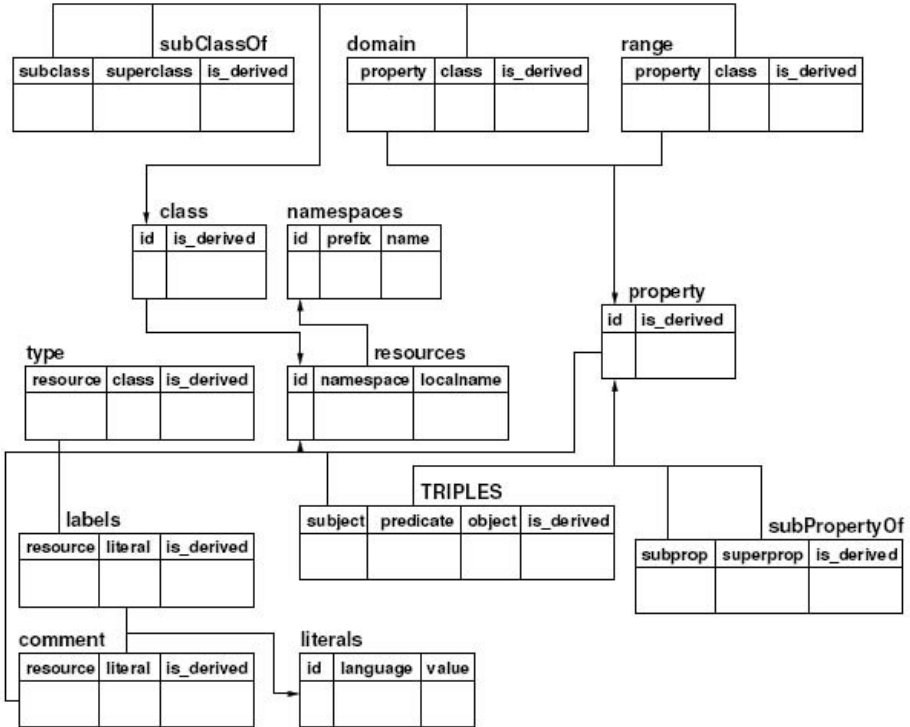 subClassOf
domain
range
subclass superclass is_derived
property class is_derived
property class is_derived
class
namespaces
id is_derived
id prefix name
property
id is_derived
type
resources
resource class is_derived
id namespace localname
TRIPLES
subject predicate object is_derived
labels
subPropertyOf
resource literal is_derived
subprop superprop is_derived
comment
literals
resource literal is_derived
id language value